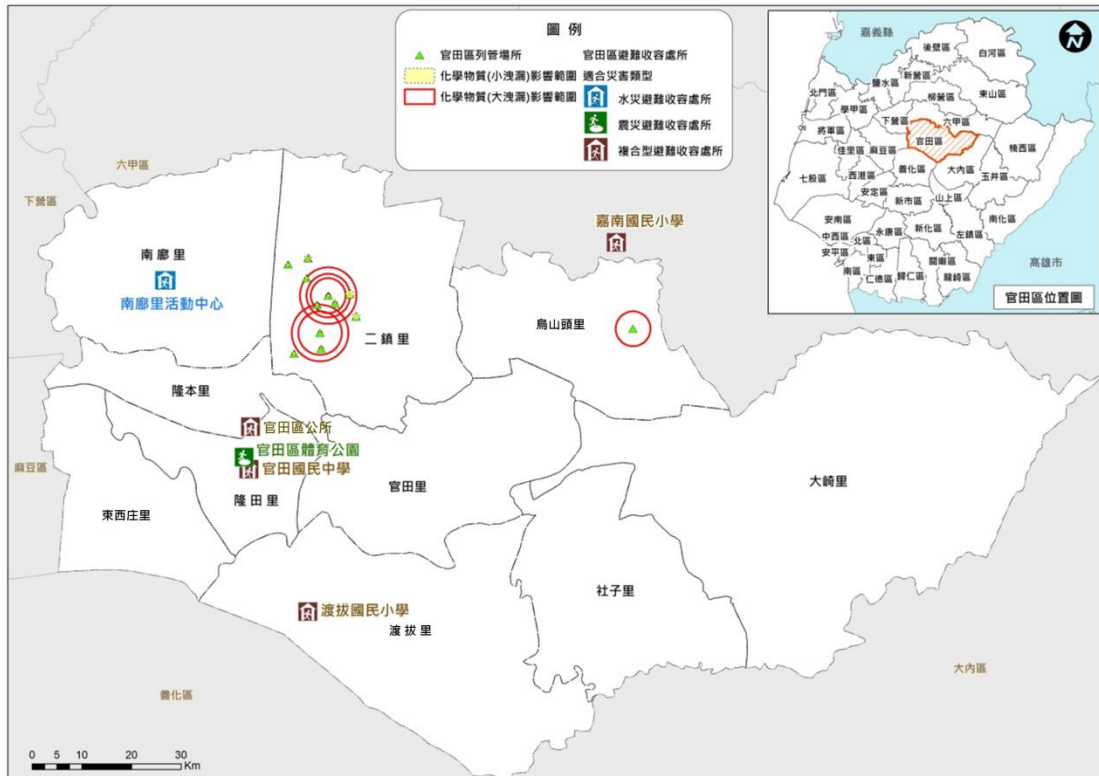 圖 例
官田區列管場所
化學物質(小洩漏)影響範圍
化學物質(大洩漏)影響範圍
官田區避難收容處所
適合災害類型
水災避難收容處所
震災避難收容處所
複合型避難收容處所
N
嘉義縣
後壁區
白河區
北門區
鹽水區
新營區
柳營區
東山區
學甲區
下營區
六甲區
將軍區
官田區
楠西區
佳里區
麻豆區
七股區
西港區
善化區
大內區
玉井區
安定區
山上區
新市區
安南區
南化區
中西區
北區
永康區
新化區
左鎮區
安平區
東區
關廟區
南區
仁德區
歸仁區
龍崎區
高雄市
官田區位置圖
六甲區
下營區
嘉南國民小學
南廍里
南廍里活動中心
二鎮里
烏山頭里
隆本里
官田區公所
官田區體育公園
官田國民中學
麻豆區
官田里
大崎里
隆田里
東西庄里
社子里
渡拔國民小學
渡拔里
大內區
善化區
0 5 10 20 30
Km